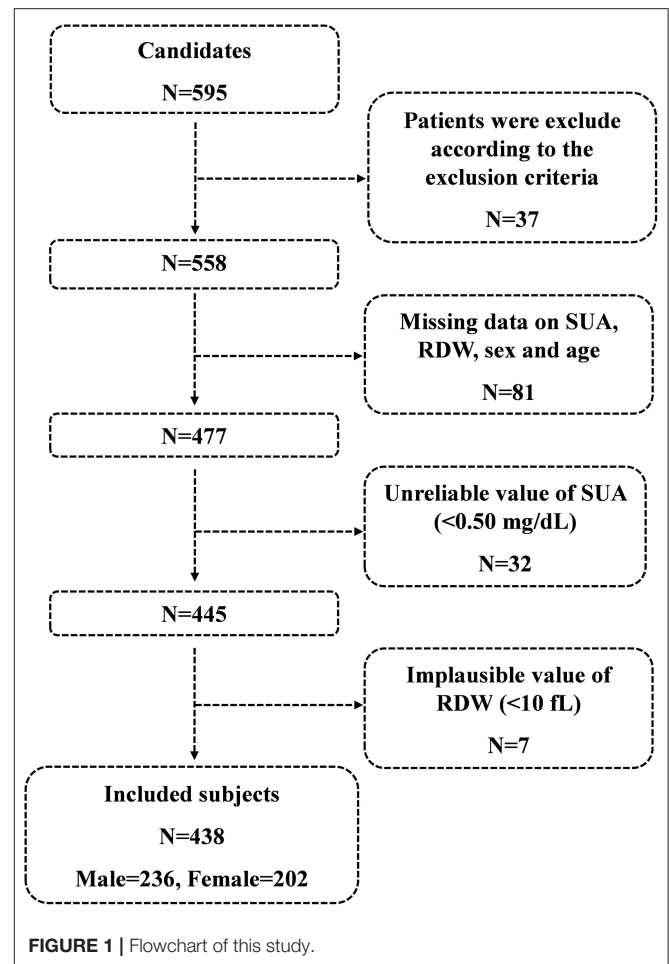 Candidates
N=595
Patients were exclude
according to the
exclusion criteria
N=37
N=558
Missing data on SUA,
RDW, sex and age
N=81
N=477
Unreliable value of SUA
(<0.50 mg/dL)
N=32
N=445
Implausible value of
RDW (<10 fL)
N=7
Included subjects
N=438
Male=236, Female=202
FIGURE 1 | Flowchart of this study.